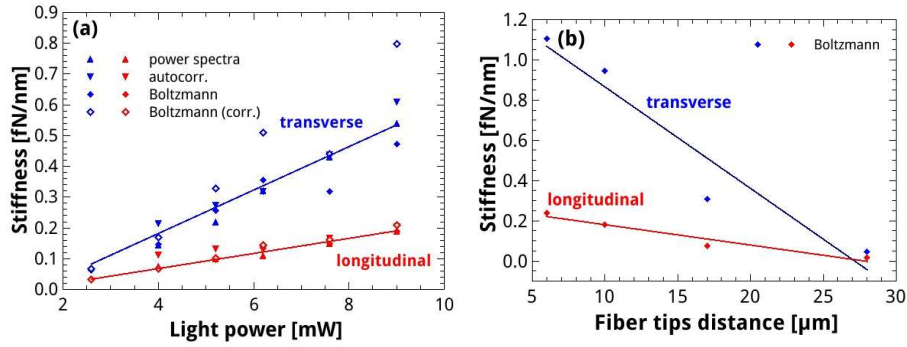 (a)
0.9
0.8
0.7
0.6
0.5
0.4
0.3
0.2
0.1
0.0
Stiffness [fN/nm]
power spectra
autocorr.
Boltzmann
Boltzmann (corr.)
transverse
longitudinal
2 4 6 8 10
Light power [mW]
(b)
1.2
1.0
0.8
0.6
0.4
0.2
0.0
Stiffness [fN/nm]
Boltzmann
transverse
longitudinal
5 10 15 20 25 30
Fiber tips distance [µm]